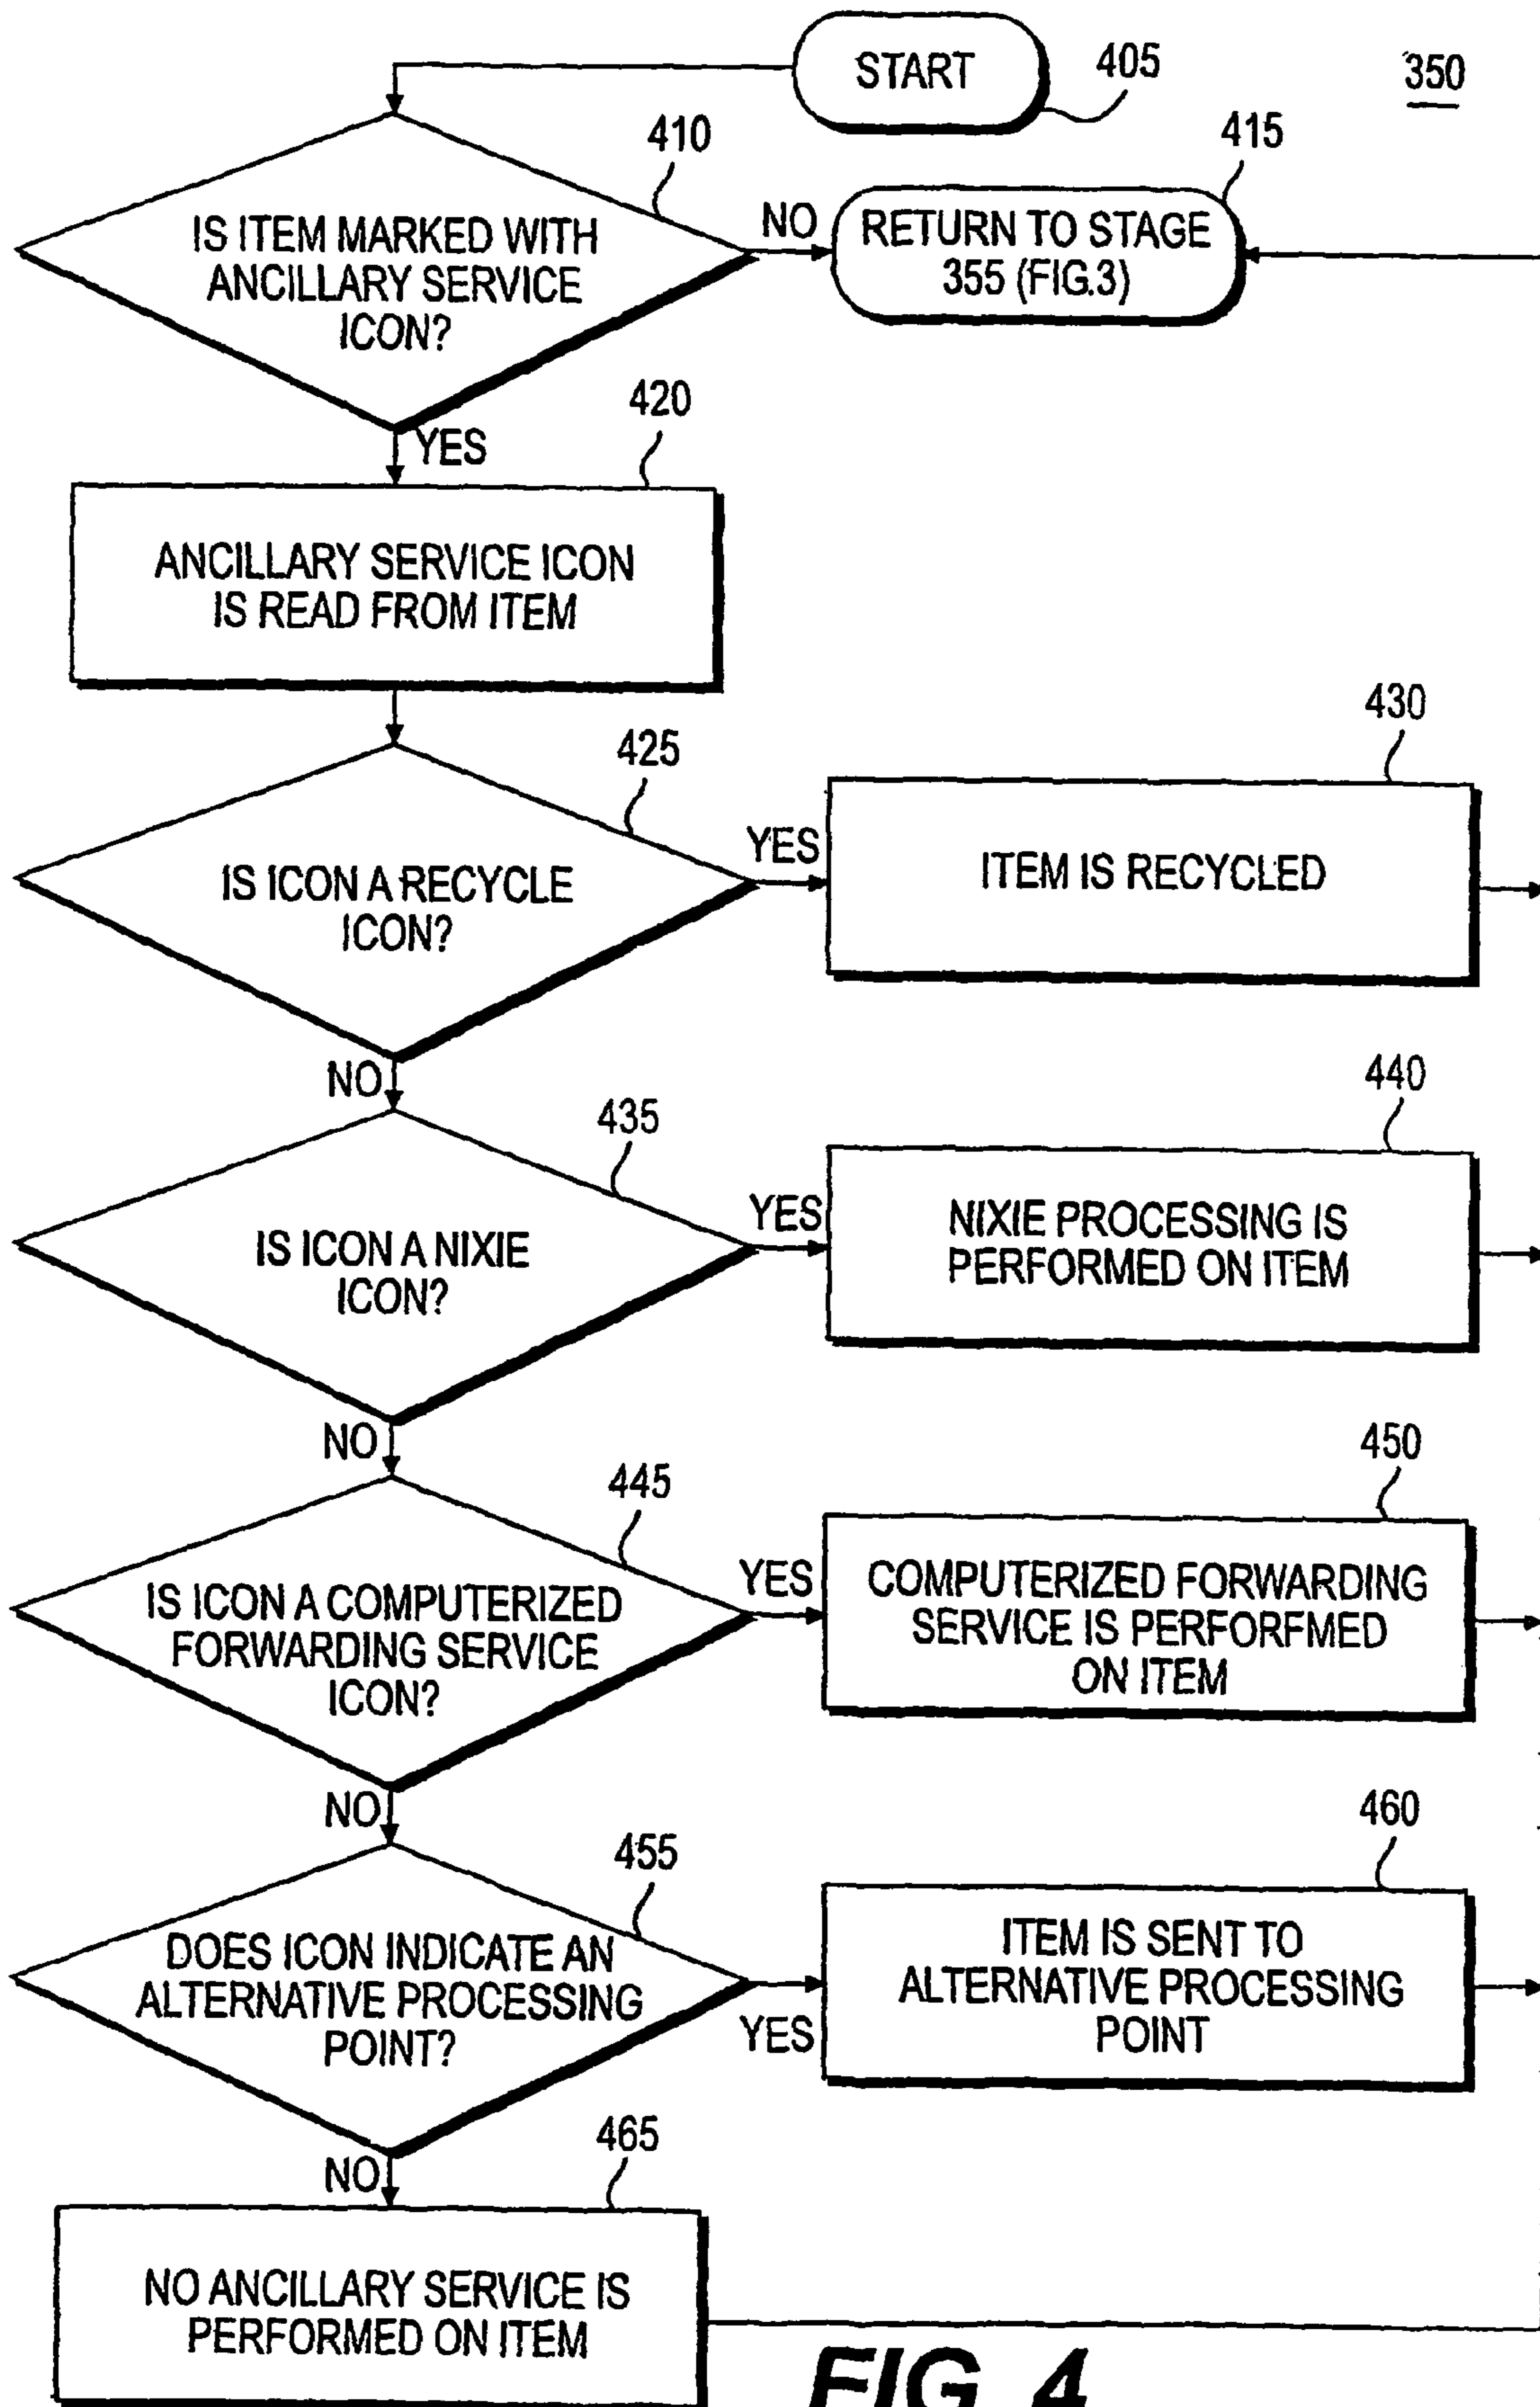 START
405
350
410
415
IS ITEM MARKED WITH
ANCILLARY SERVICE
ICON?
NO
RETURN TO STAGE
355 (FIG.3)
YES
420
ANCILLARY SERVICE ICON
IS READ FROM ITEM
425
430
IS ICON A RECYCLE
ICON?
YES
ITEM IS RECYCLED
NO
435
440
IS ICON A NIXIE
ICON?
YES
NIXIE PROCESSING IS
PERFORMED ON ITEM
NO
445
450
IS ICON A COMPUTERIZED
FORWARDING SERVICE
ICON?
YES
COMPUTERIZED FORWARDING
SERVICE IS PERFORFMED
ON ITEM
NO
455
460
DOES ICON INDICATE AN
ALTERNATIVE PROCESSING
POINT?
YES
ITEM IS SENT TO
ALTERNATIVE PROCESSING
POINT
NO
465
NO ANCILLARY SERVICE IS
PERFORMED ON ITEM
FIG. 4